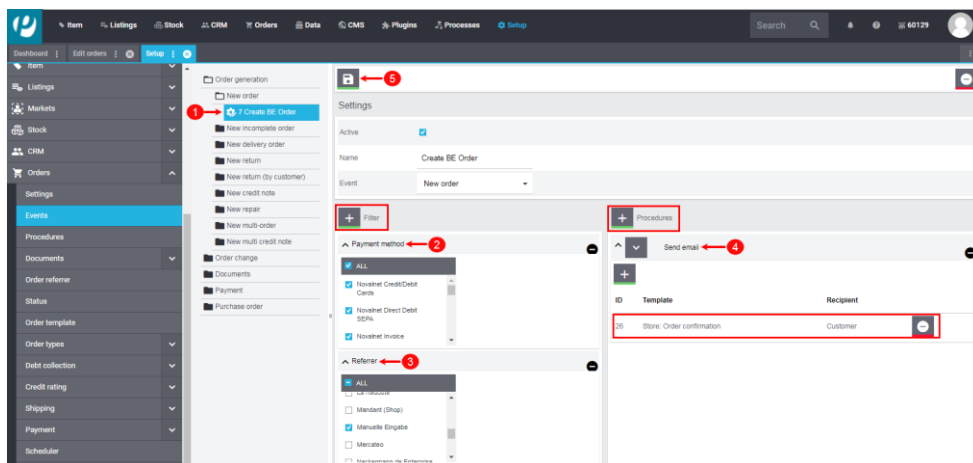 Item
Listings
Stock
CRM
Orders
Data
CMS
Plugins
Processes
Setup
Search
60129
Dashboard
Edit orders
Setup
Item
Listings
Markets
Stock
CRM
Orders
Settings
Events
Procedures
Documents
Order referrer
Status
Order template
Order types
Debt collection
Credit rating
Shipping
Payment
Scheduler
Order generation
New order
1
7 Create BE Order
New incomplete order
New delivery order
New return
New return (by customer)
New credit note
New repair
New multi-order
New multi credit note
Order change
Documents
Payment
Purchase order
5
Settings
Active
Name
Create BE Order
Event
New order
Filter
Payment method
2
ALL
Novalnet Credit/Debit
Cards
Novalnet Direct Debit
SEPA
Novalnet Invoice
Referrer
3
ALL
La Redoute
Mandant (Shop)
Manuelle Eingabe
Mercateo
Neckermann.de Enterprise
Procedures
Send email
4
ID
Template
Recipient
26
Store: Order confirmation
Customer